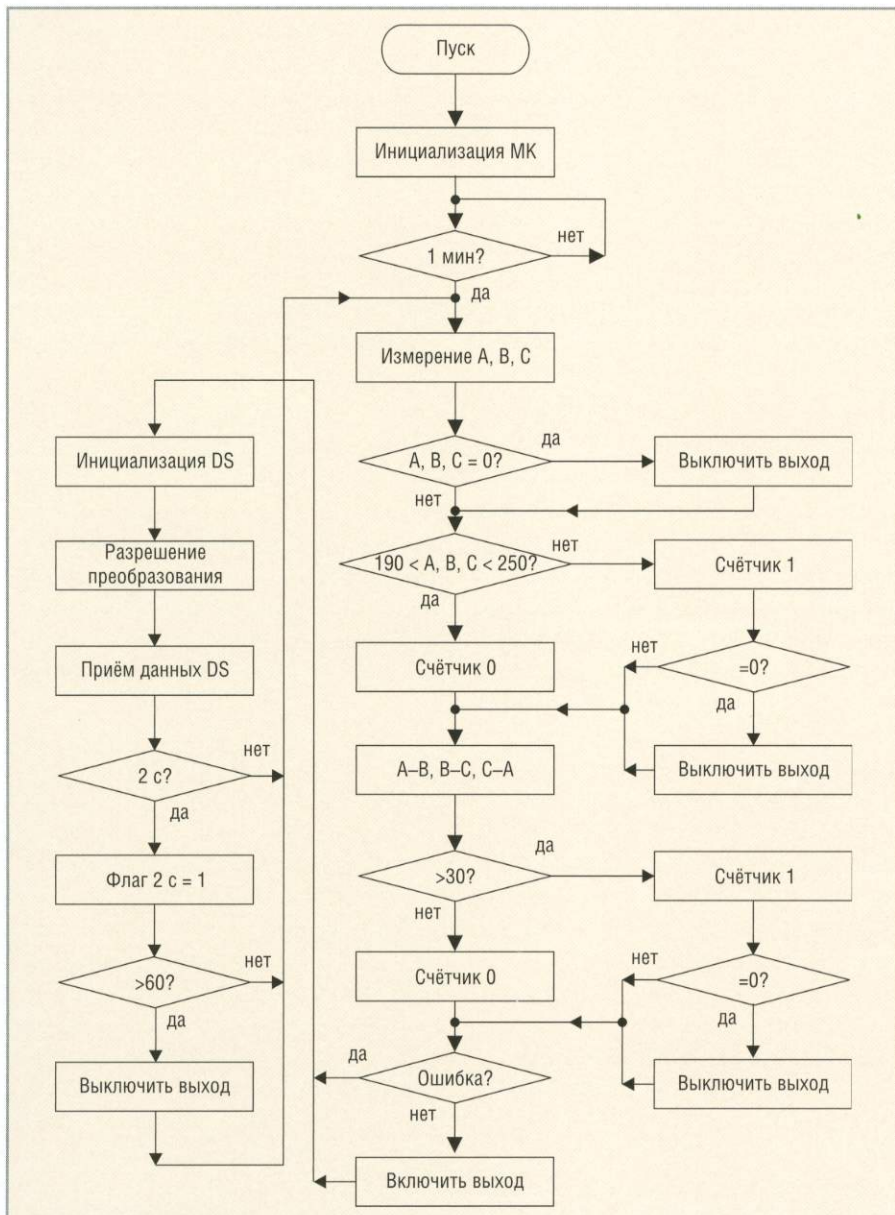 Пуск
Инициализация МК
1 мин?
нет
да
Измерение A, B, C
A, B, C = 0?
да
нет
Выключить выход
190 < A, B, C < 250?
нет
да
Счётчик 1
Счётчик 0
=0?
нет
да
Выключить выход
A–B, B–C, C–A
>30?
да
нет
Счётчик 1
Счётчик 0
=0?
нет
да
Выключить выход
Ошибка?
да
нет
Включить выход
Инициализация DS
Разрешение
преобразования
Приём данных DS
2 с?
нет
да
Флаг 2 с = 1
>60?
нет
да
Выключить выход